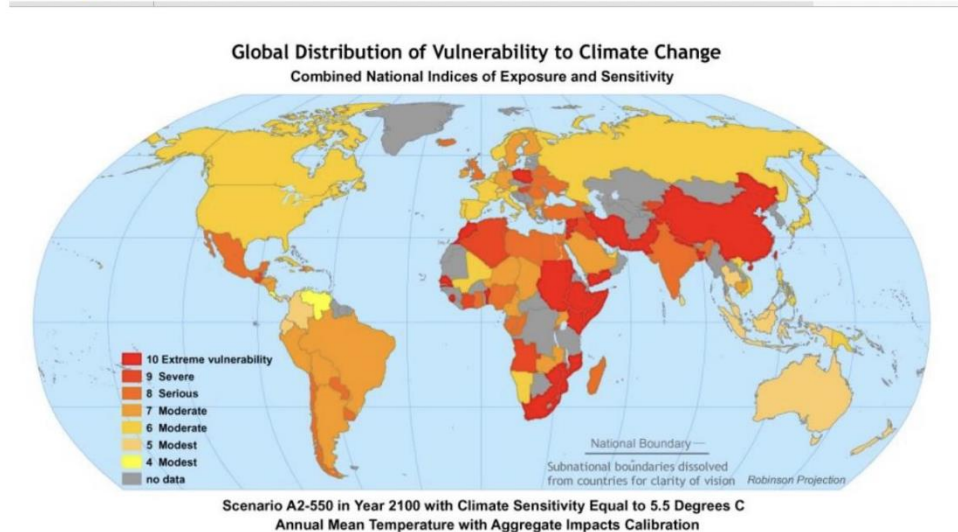 Global Distribution of Vulnerability to Climate Change
Combined National Indices of Exposure and Sensitivity
10 Extreme vulnerability
9 Severe
8 Serious
7 Moderate
6 Moderate
5 Modest
4 Modest
no data
National Boundary
Subnational boundaries dissolved
from countries for clarity of vision
Robinson Projection
Scenario A2-550 in Year 2100 with Climate Sensitivity Equal to 5.5 Degrees C
Annual Mean Temperature with Aggregate Impacts Calibration